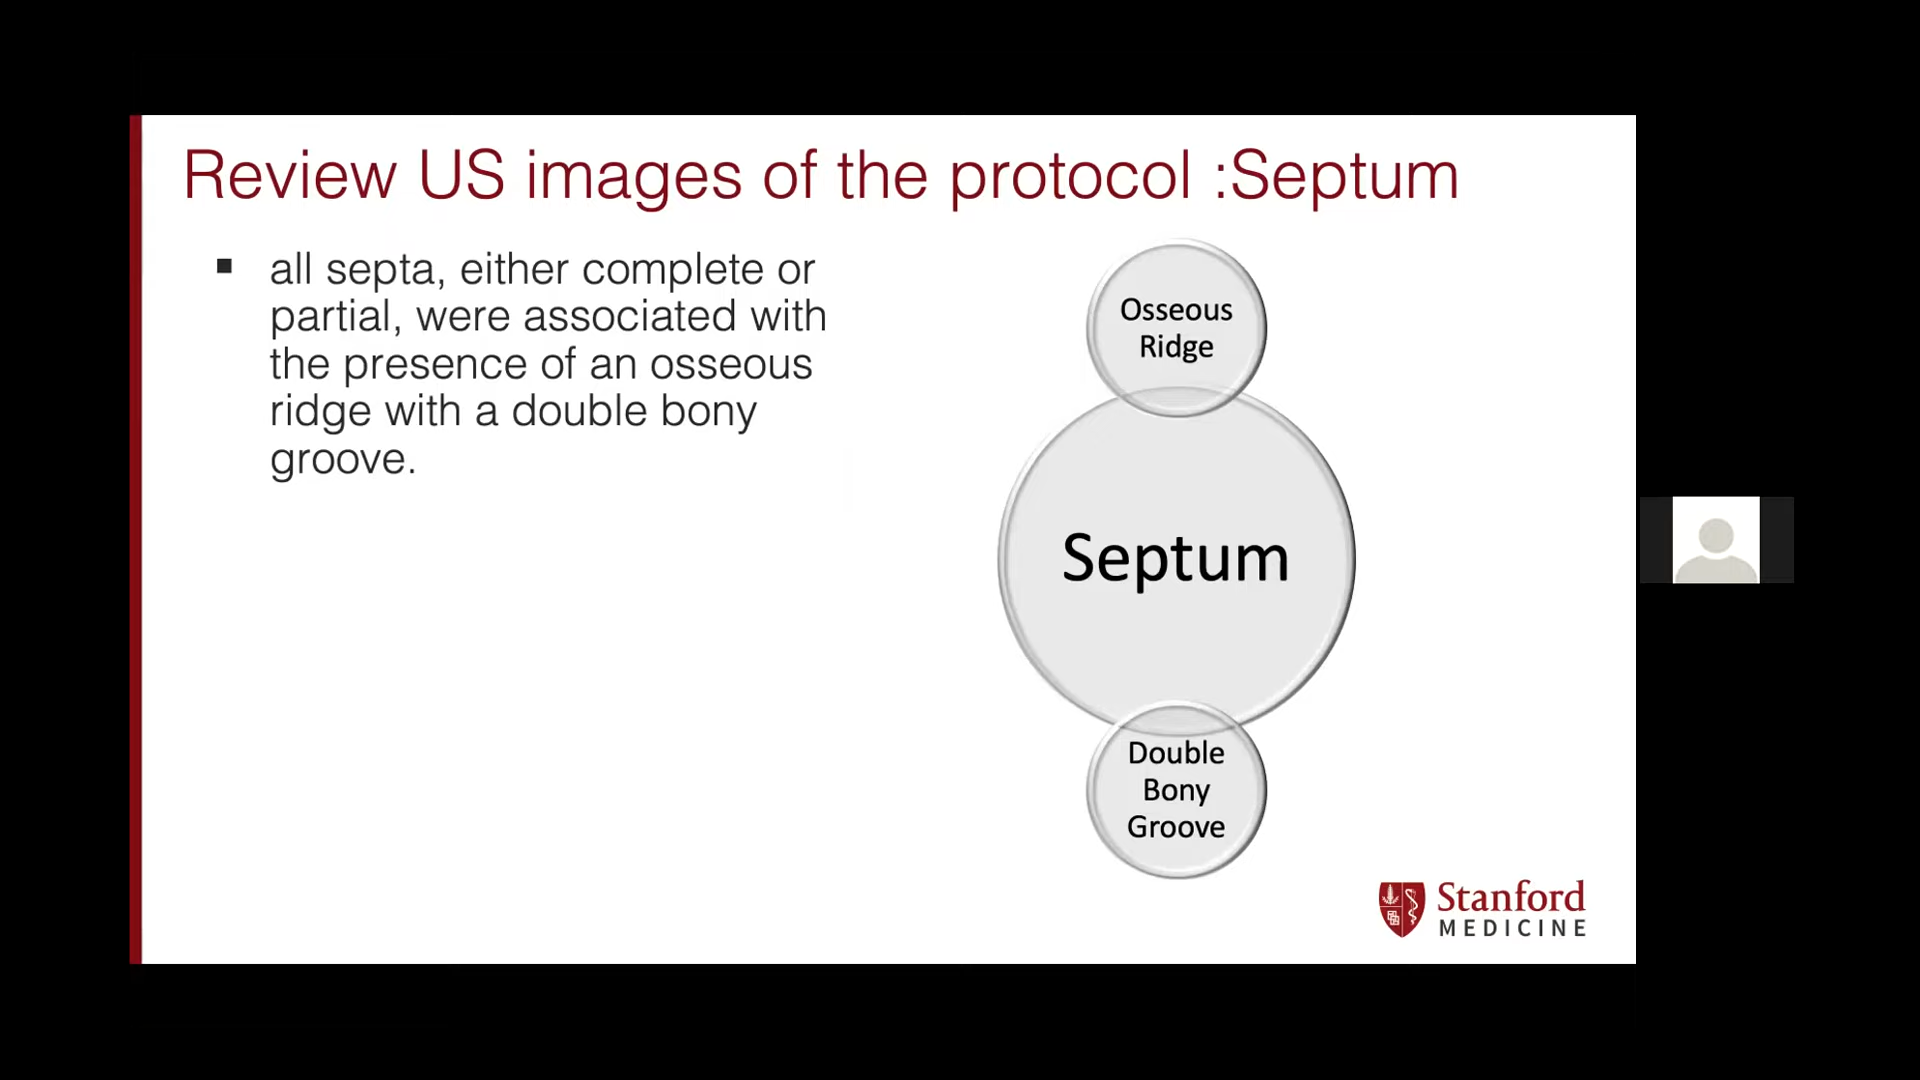 Review US images of the protocol :Septum
all septa, either complete or
partial, were associated with
the presence of an osseous
ridge with a double bony
groove.
Osseous
Ridge
Septum
Double
Bony
Groove
Stanford
MEDICINE